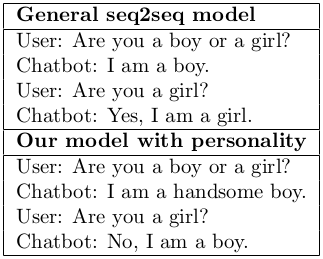 General seq2seq model
User: Are you a boy or a girl?
Chatbot: I am a boy.
User: Are you a girl?
Chatbot: Yes, I am a girl.
Our model with personality
User: Are you a boy or a girl?
Chatbot: I am a handsome boy.
User: Are you a girl?
Chatbot: No, I am a boy.